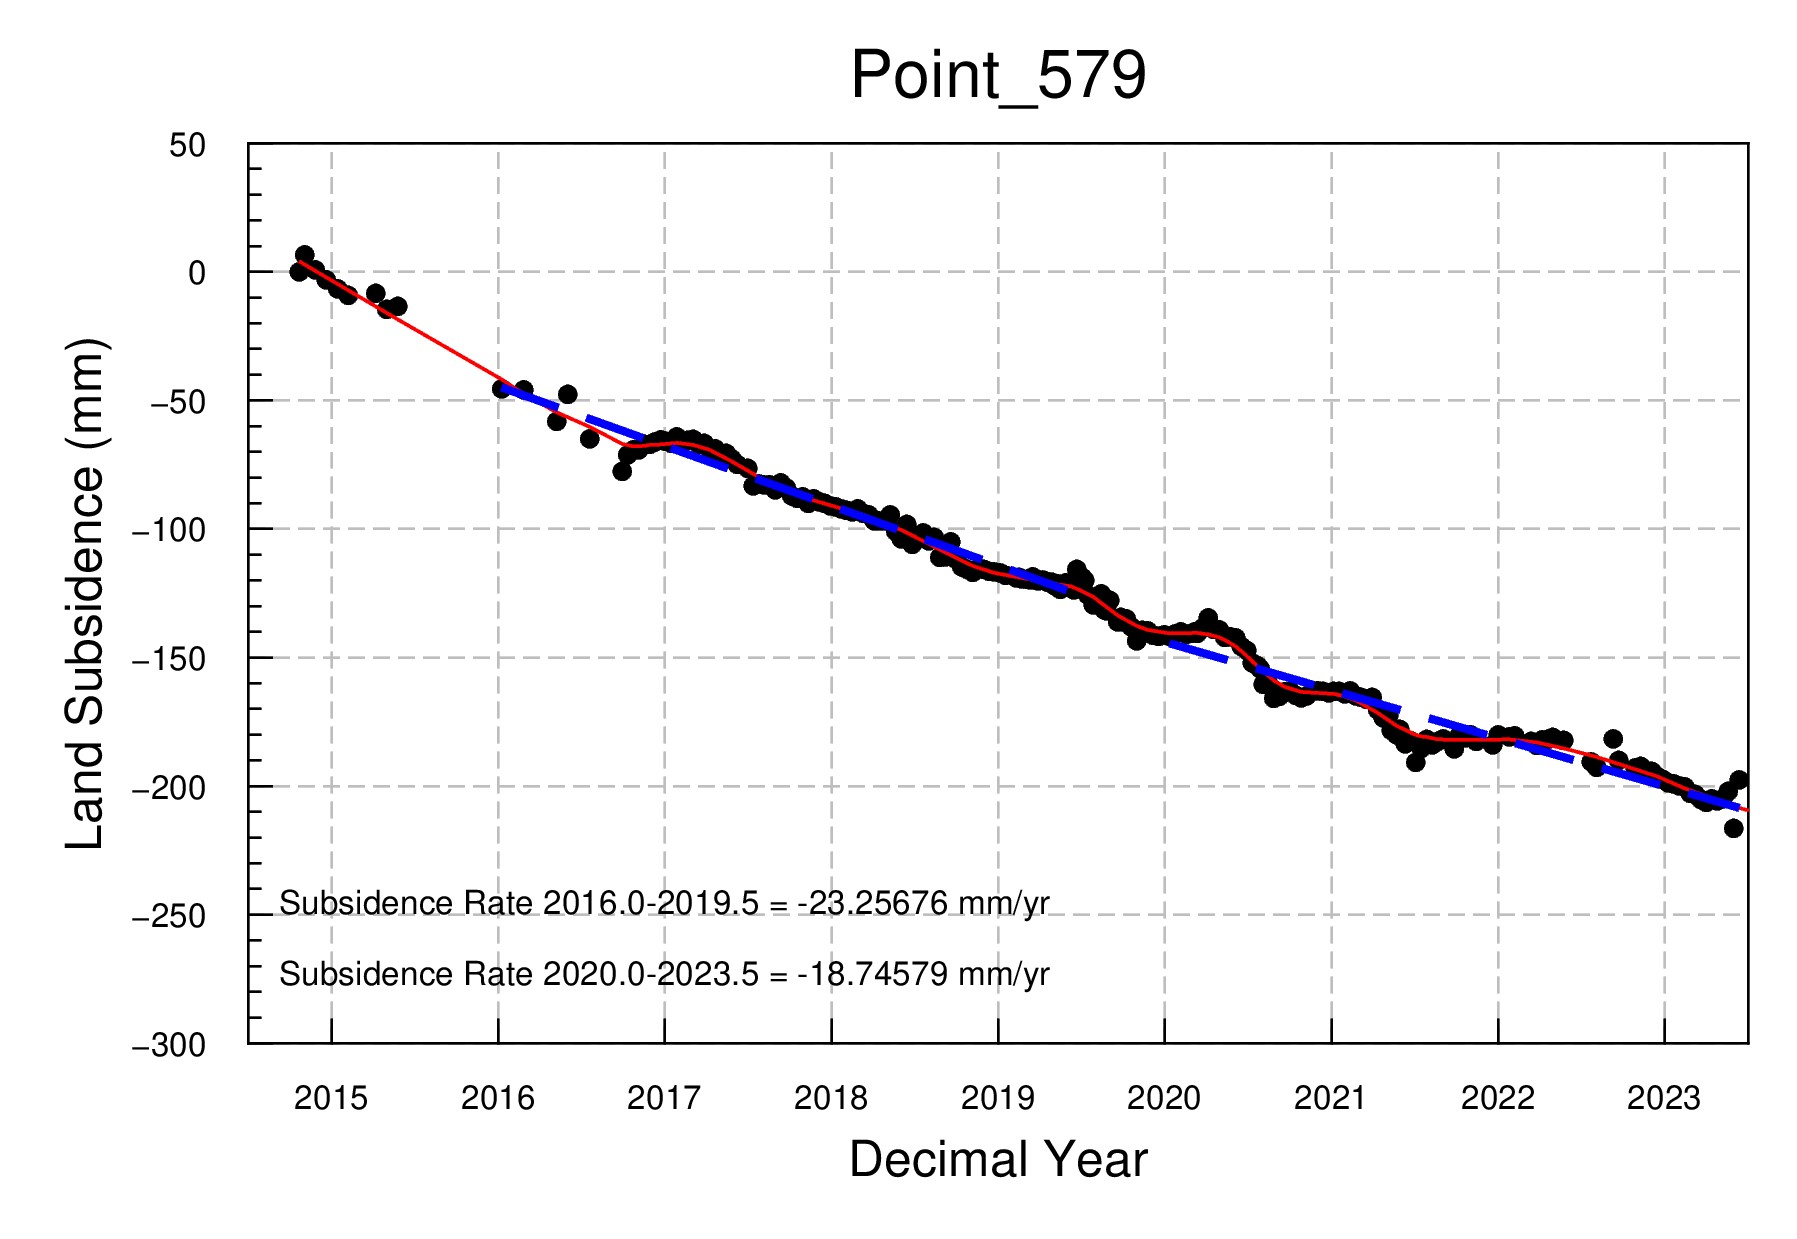 Point_579
50
0
−50
−100
−150
−200
−250
−300
Land Subsidence (mm)
Subsidence Rate 2016.0-2019.5 = -23.25676 mm/yr
Subsidence Rate 2020.0-2023.5 = -18.74579 mm/yr
2015 2016 2017 2018 2019 2020 2021 2022 2023
Decimal Year